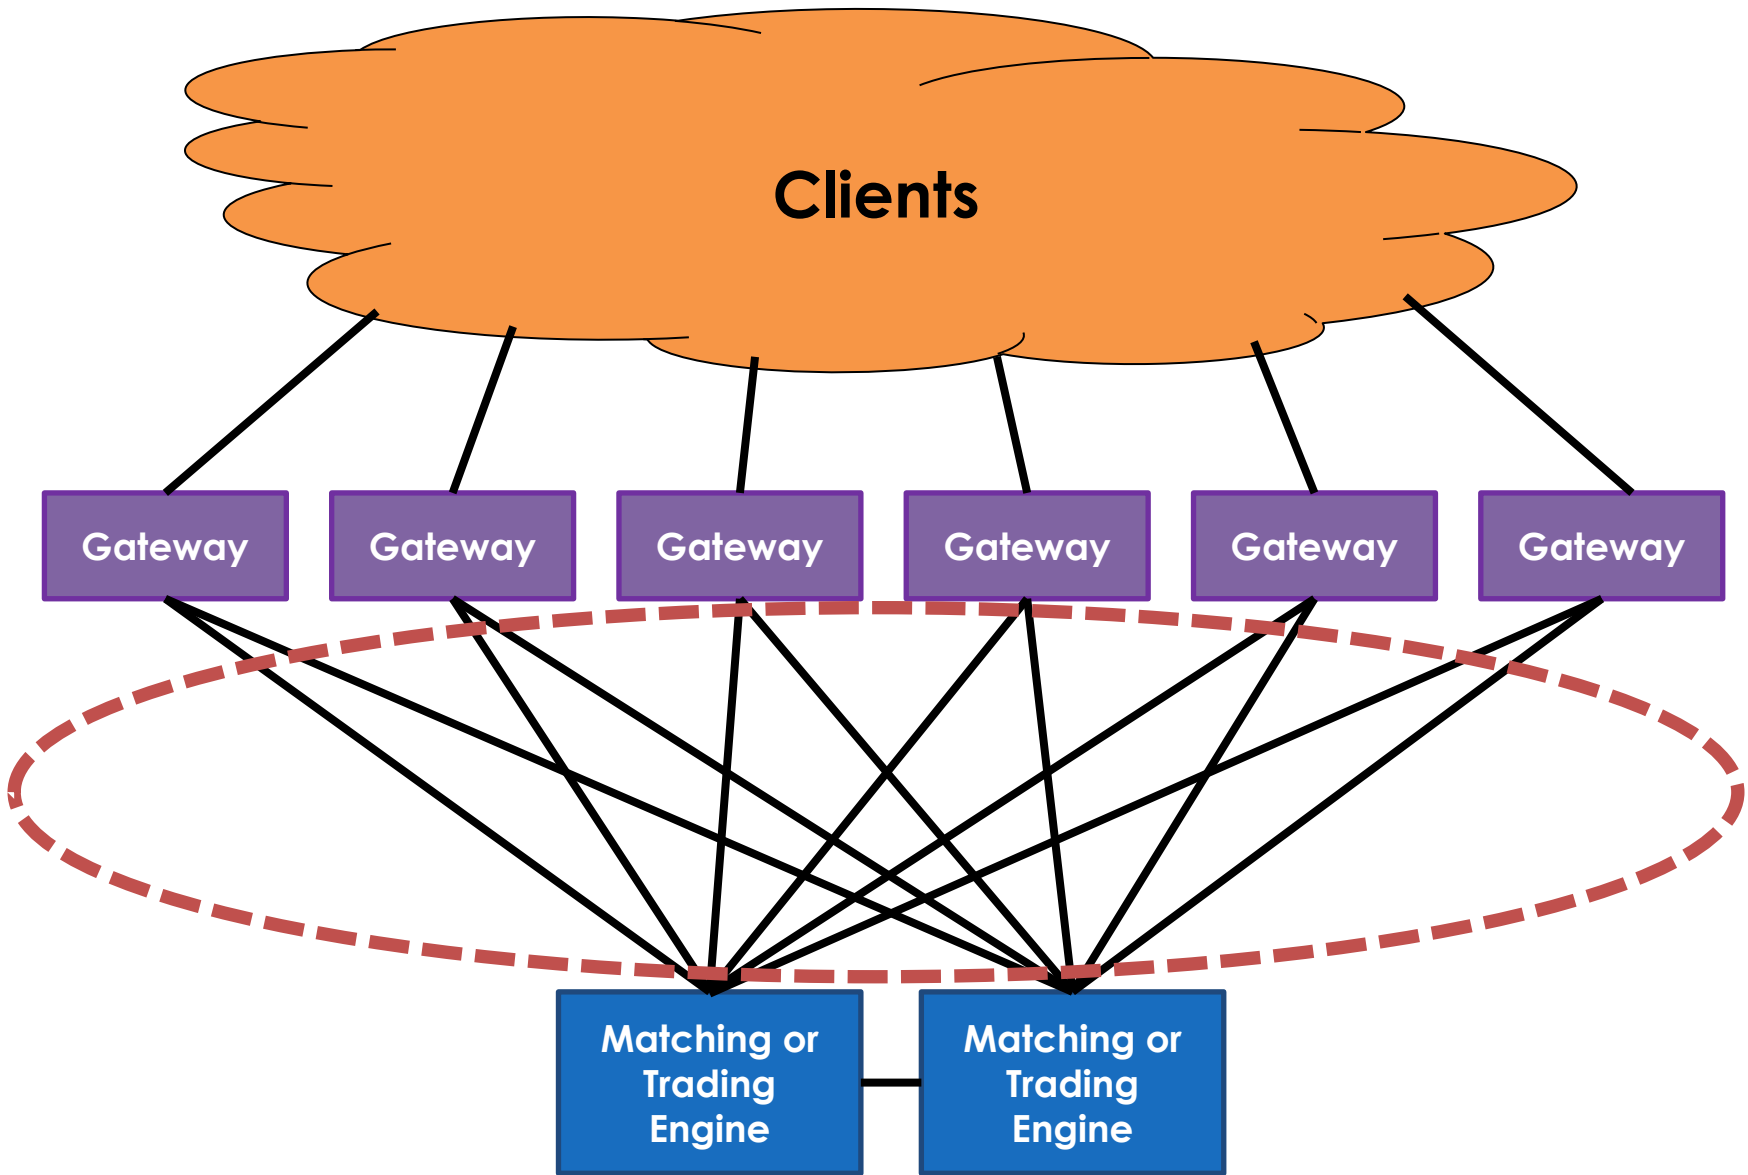 Clients
Gateway
Gateway
Gateway
Gateway
Gateway
Gateway
Matching or
Trading
Engine
Matching or
Trading
Engine